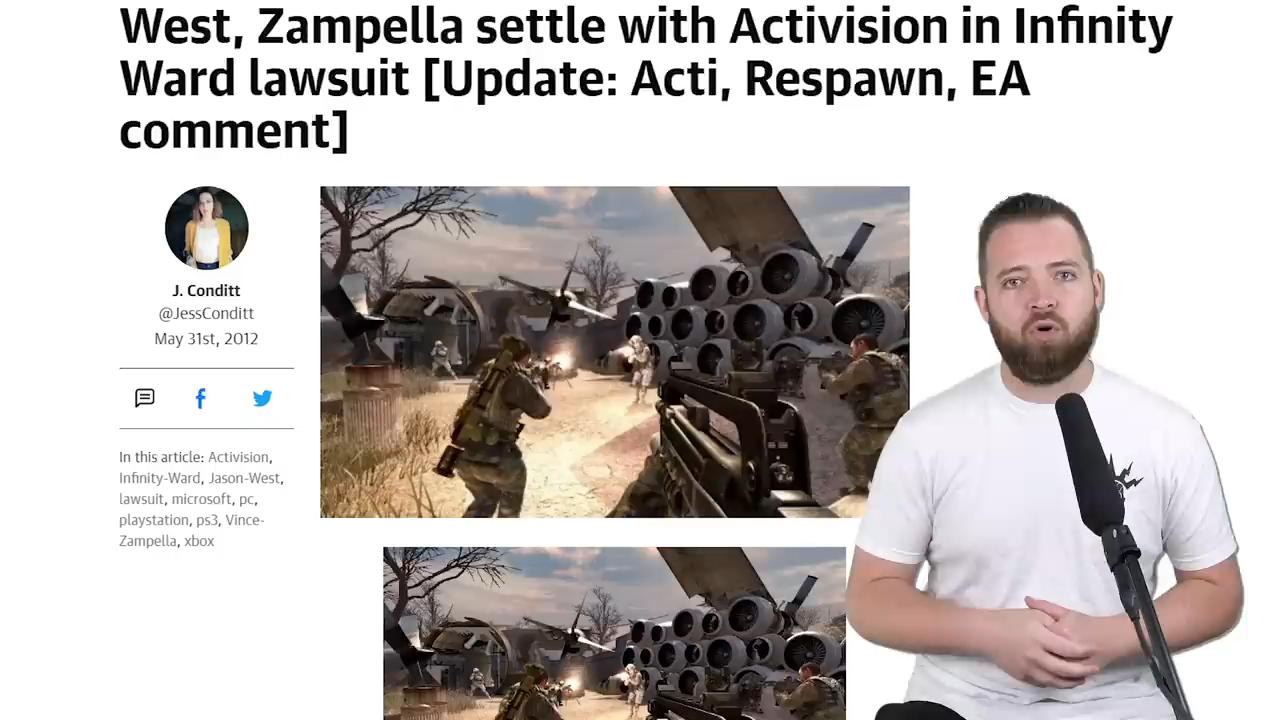 West, Zampella settle with Activision in Infinity
Ward lawsuit [Update: Acti, Respawn, EA
comment]
J. Conditt
@JessConditt
May 31st, 2012
In this article: Activision,
Infinity-Ward, Jason-West,
lawsuit, microsoft, pc,
playstation, ps3, Vince-
Zampella, xbox